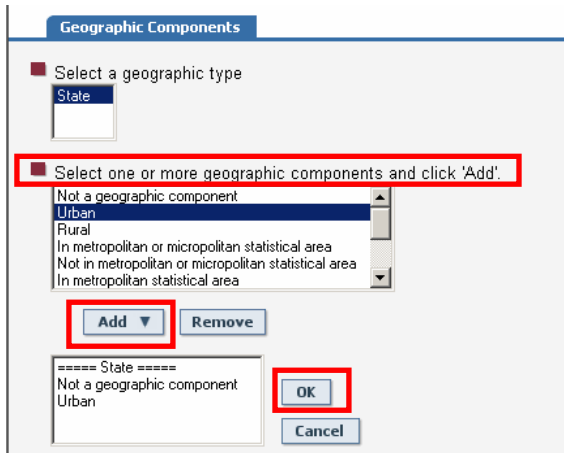 Geographic Components
Select a geographic type
State
Select one or more geographic components and click 'Add'.
Not a geographic component
Urban
Rural
In metropolitan or micropolitan statistical area
Not in metropolitan or micropolitan statistical area
In metropolitan statistical area
Add ▼ Remove
===== State =====
Not a geographic component
Urban
OK
Cancel